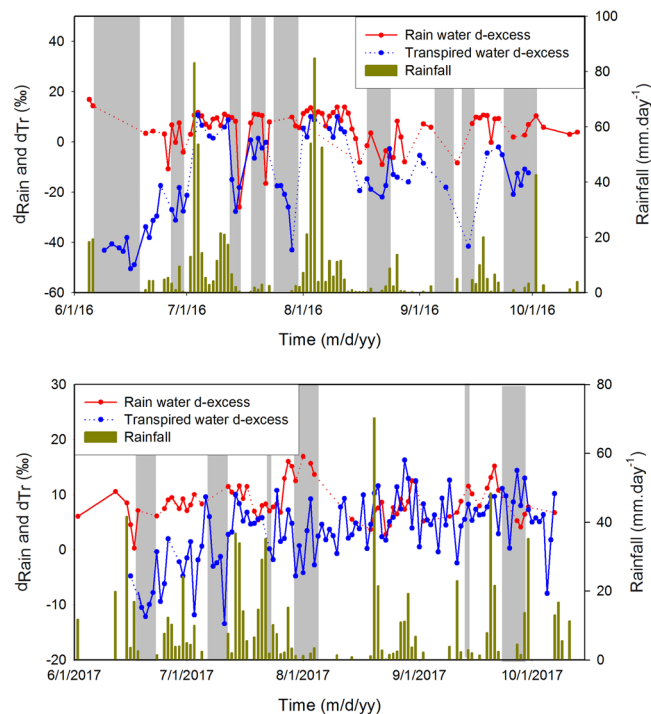 60
40
20
0
-20
-40
-60
dRain and dTr (‰)
Rain water d-excess
Transpired water d-excess
Rainfall
100
80
60
40
20
0
Rainfall (mm.day-1)
6/1/16 7/1/16 8/1/16 9/1/16 10/1/16
Time (m/d/yy)
30
20
10
0
-10
-20
dRain and dTr (‰)
Rain water d-excess
Transpired water d-excess
Rainfall
80
60
40
20
0
Rainfall (mm.day-1)
6/1/2017 7/1/2017 8/1/2017 9/1/2017 10/1/2017
Time (m/d/yy)